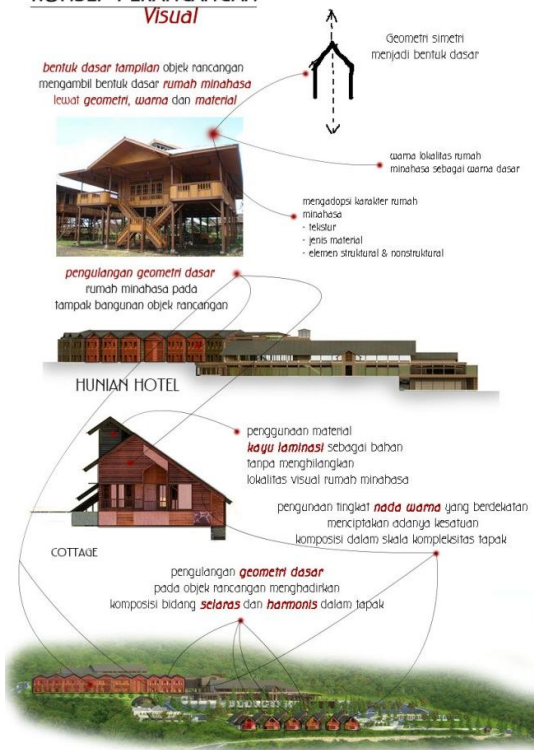 KONSEP PERANCANGAN
Visual
Geometri simetri
menjadi bentuk dasar
bentuk dasar tampilan objek rancangan
mengambil bentuk dasar rumah minahasa
lewat geometri, warna dan material
warna lokalitas rumah
minahasa sebagai warna dasar
mengadopsi karakter rumah
minahasa
- tekstur
- jenis material
- elemen struktural & nonstruktural
pengulangan geometri dasar
rumah minahasa pada
tampak bangunan objek rancangan
HUNIAN HOTEL
penggunaan material
kayu laminasi sebagai bahan
tanpa menghilangkan
lokalitas visual rumah minahasa
pengunaan tingkat nada warna yang berdekatan
menciptakan adanya kesatuan
komposisi dalam skala kompleksitas tapak
COTTAGE
pengulangan geometri dasar
pada objek rancangan menghadirkan
komposisi bidang selaras dan harmonis dalam tapak